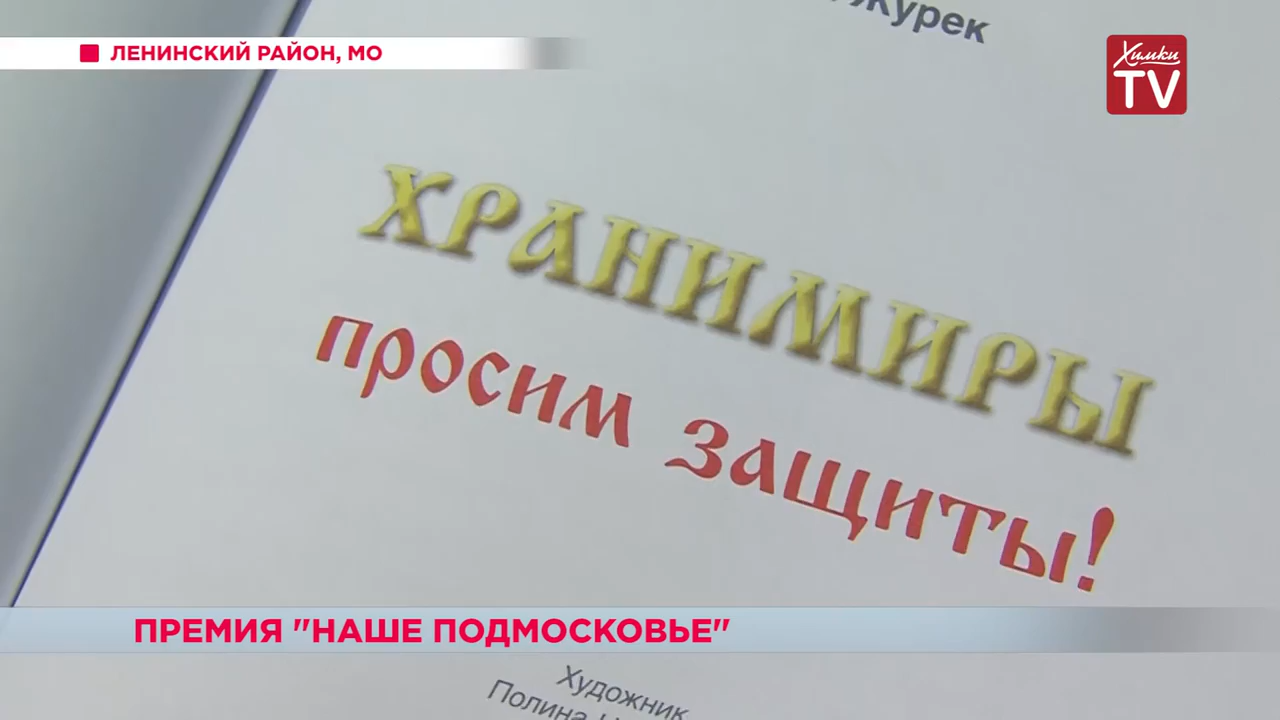 Журек
ЛЕНИНСКИЙ РАЙОН, МО
Химки
TV
ХРАНИМИРЫ
просим защиты!
ПРЕМИЯ "НАШЕ ПОДМОСКОВЬЕ"
Художник
Полина